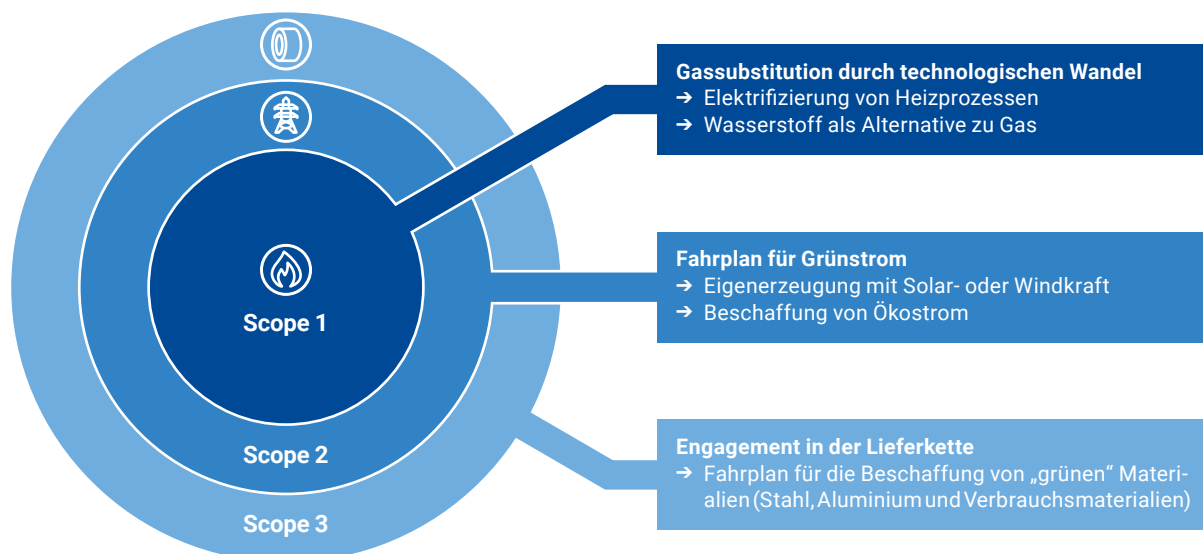 Scope 1
Scope 2
Scope 3
Gassubstitution durch technologischen Wandel
➔ Elektrifizierung von Heizprozessen
➔ Wasserstoff als Alternative zu Gas
Fahrplan für Grünstrom
➔ Eigenerzeugung mit Solar- oder Windkraft
➔ Beschaffung von Ökostrom
Engagement in der Lieferkette
➔ Fahrplan für die Beschaffung von „grünen“ Materi-
alien (Stahl, Aluminium und Verbrauchsmaterialien)